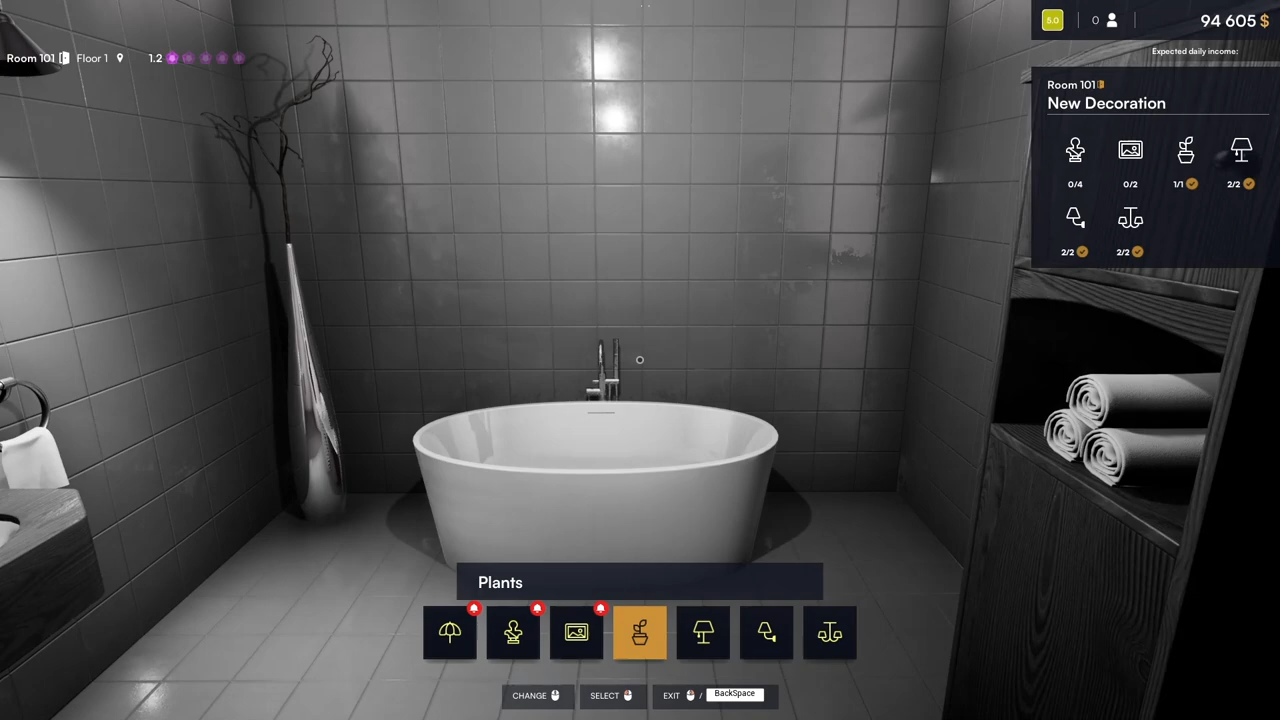 Room 101 Floor 1 1.2
5.0 0 94 605 $
Expected daily income:
Room 101
New Decoration
0/4 0/2 1/1 2/2
2/2 2/2
Plants
CHANGE SELECT EXIT / BackSpace